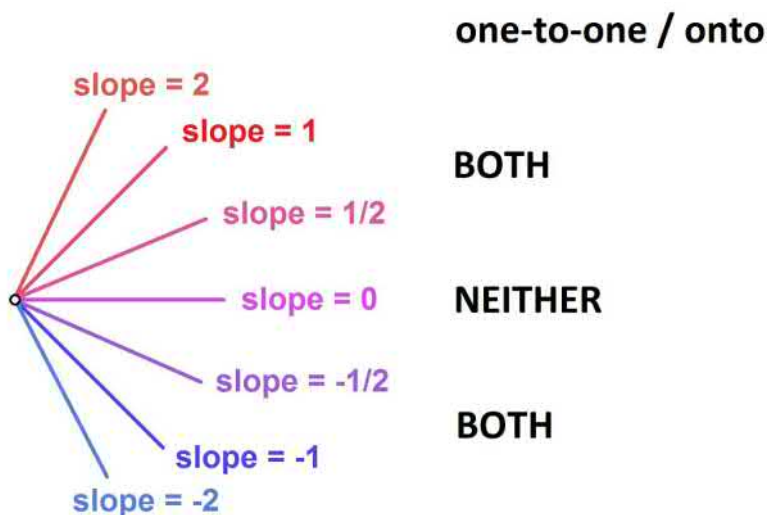 one-to-one / onto
slope = 2
slope = 1
BOTH
slope = 1/2
slope = 0
NEITHER
slope = -1/2
BOTH
slope = -1
slope = -2